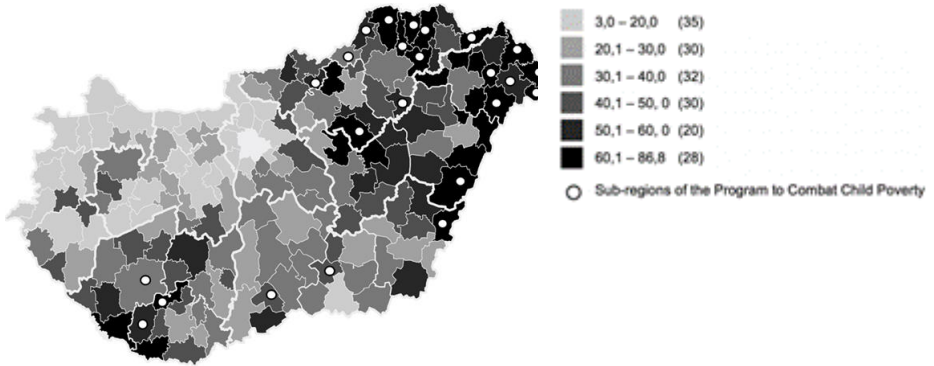 3,0 – 20,0 (35)
20,1 – 30,0 (30)
30,1 – 40,0 (32)
40,1 – 50, 0 (30)
50,1 – 60, 0 (20)
60,1 – 86,8 (28)
Sub-regions of the Program to Combat Child Poverty